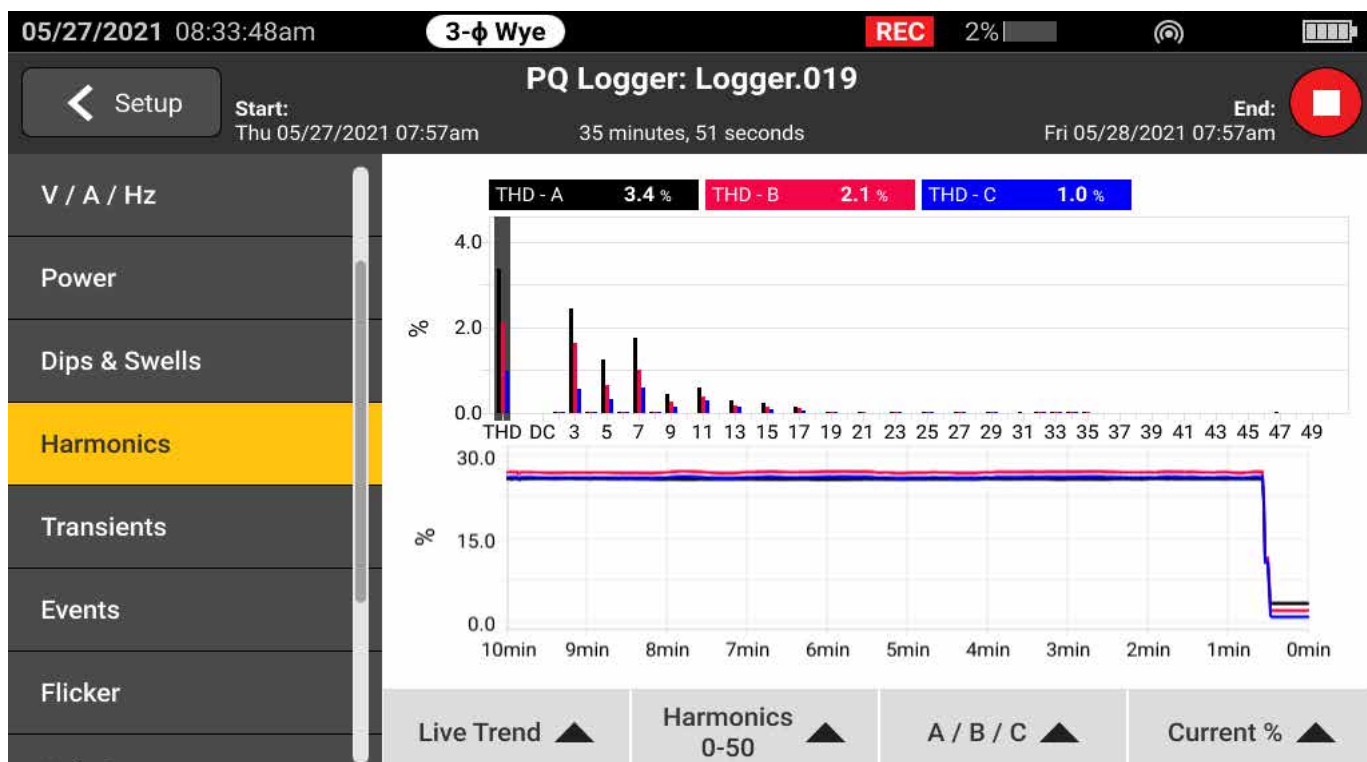 05/27/2021 08:33:48am 3-ϕ Wye REC 2%
PQ Logger: Logger.019
Setup
Start:
Thu 05/27/2021 07:57am
35 minutes, 51 seconds
End:
Fri 05/28/2021 07:57am
V / A / Hz
Power
Dips & Swells
Harmonics
Transients
Events
Flicker
THD - A 3.4 % THD - B 2.1 % THD - C 1.0 %
4.0
2.0
0.0
%
THD DC 3 5 7 9 11 13 15 17 19 21 23 25 27 29 31 33 35 37 39 41 43 45 47 49
30.0
15.0
0.0
%
10min 9min 8min 7min 6min 5min 4min 3min 2min 1min 0min
Live Trend
Harmonics
0-50
A / B / C
Current %